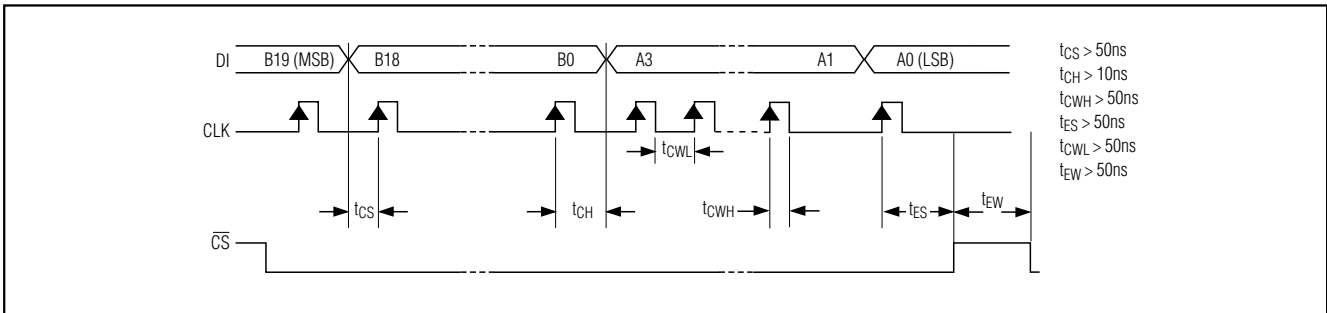 DI B19 (MSB) B18 B0 A3 A1 A0 (LSB)
CLK
tCWL
tCS tCH tCWH tES tEW
CS
tCS > 50ns
tCH > 10ns
tCWH > 50ns
tES > 50ns
tCWL > 50ns
tEW > 50ns